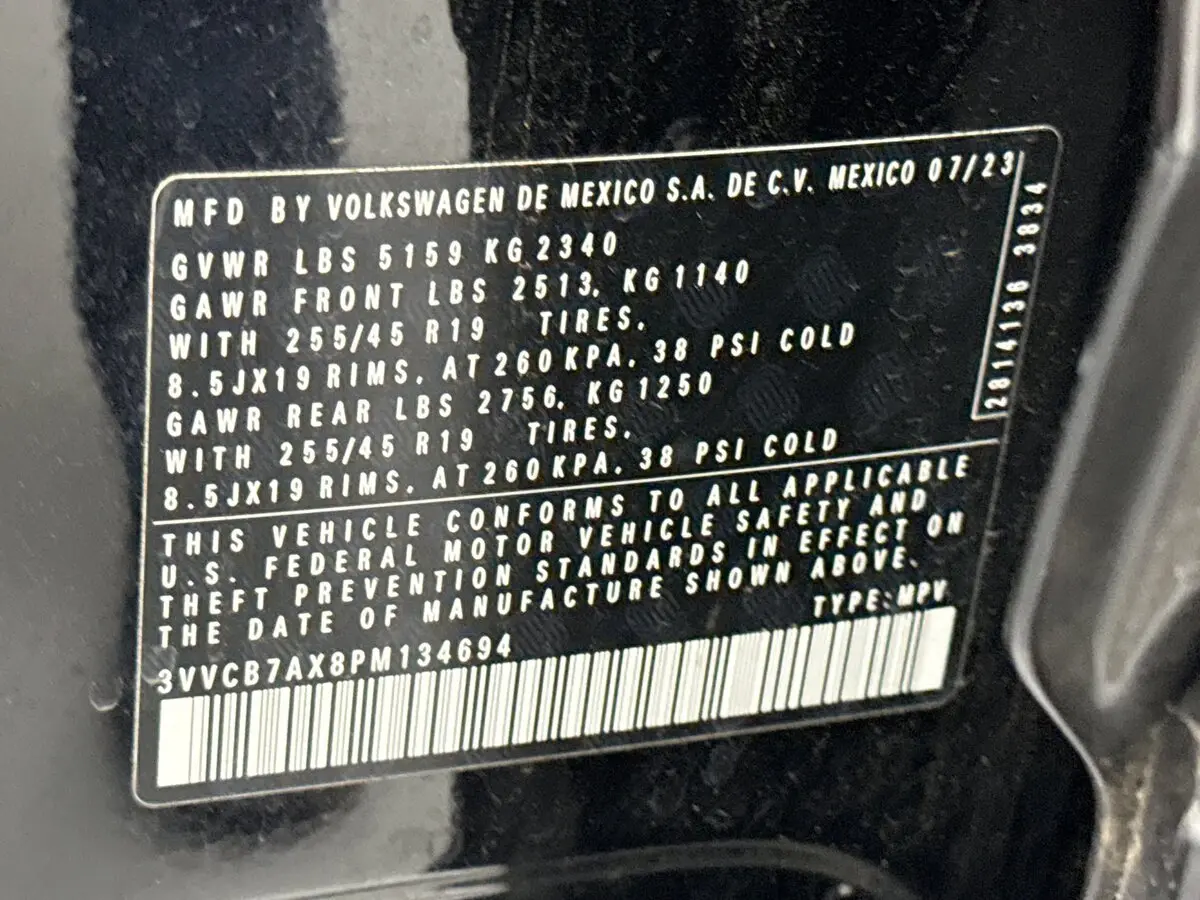 MFD BY VOLKSWAGEN DE MEXICO S.A. DE C.V. MEXICO 07/23
GVWR LBS 5159 KG 2340
GAWR FRONT LBS 2513. KG 1140
WITH 255/45 R19 TIRES.
8.5JX19 RIMS. AT 260 KPA. 38 PSI COLD
GAWR REAR LBS 2756. KG 1250
WITH 255/45 R19 TIRES.
8.5JX19 RIMS. AT 260 KPA. 38 PSI COLD
2814136 3834
THIS VEHICLE CONFORMS TO ALL APPLICABLE
U.S. FEDERAL MOTOR VEHICLE SAFETY AND
THEFT PREVENTION STANDARDS IN EFFECT ON
THE DATE OF MANUFACTURE SHOWN ABOVE.
TYPE:MPV
3VVCB7AX8PM134694